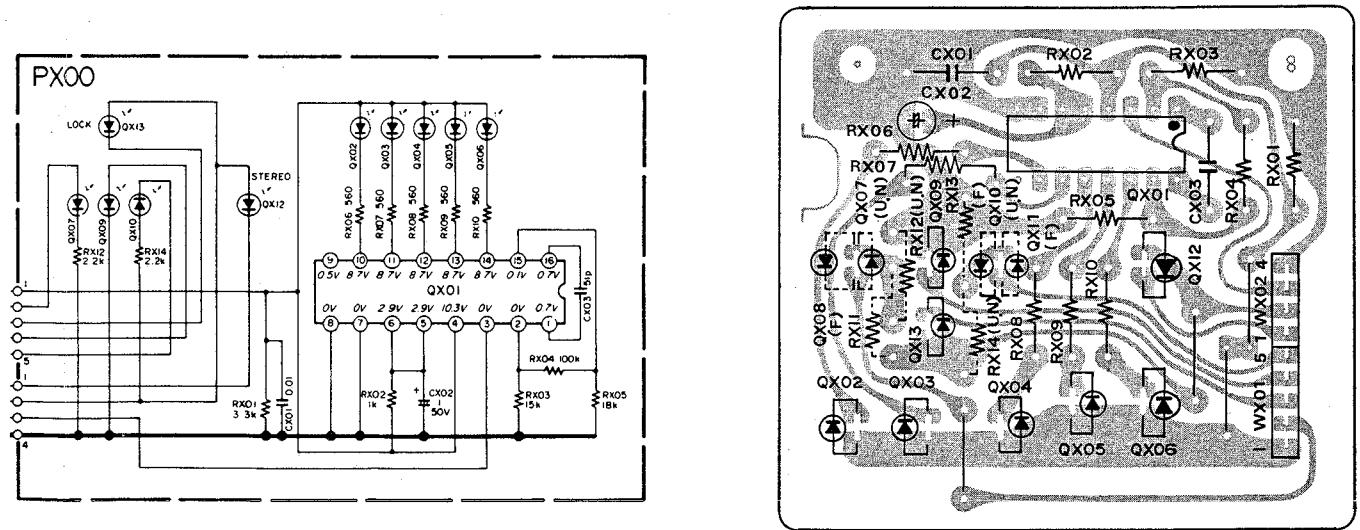 PX00
LOCK
QX13
STEREO
QX12
QX02
QX03
QX04
QX05
QX06
QX07
QX09
QX10
RX12
2.2k
RX14
2.2k
RX06 560
RX07 560
RX08 560
RX09 560
RX10 560
9 10 11 12 13 14 15 16
0.5V 8.7V 8.7V 8.7V 8.7V 8.7V 0.1V 0.7V
QX01
0V 0V 2.9V 2.9V 10.3V 0V 0V 0.7V
8 7 6 5 4 3 2 1
CX03 51p
1
5
1
4
RX01
3.3k
CX01 0.01
RX02
1k
CX02
1
50V
+
RX04 100k
RX03
15k
RX05
18k
CX01
RX02
RX03
CX02
+
RX06
RX07
QX07
(U,N)
RX12(U,N)
QX09
RX13
(F)
QX10
(U,N)
QX11
(F)
RX05
QX01
CX03
RX04
RX01
RX10
QX12
QX08
(F)
RX11
QX13
RX14(UN)
RX08
RX09
1 WX02 4
1 WX01 5
QX02
QX03
QX04
QX05
QX06